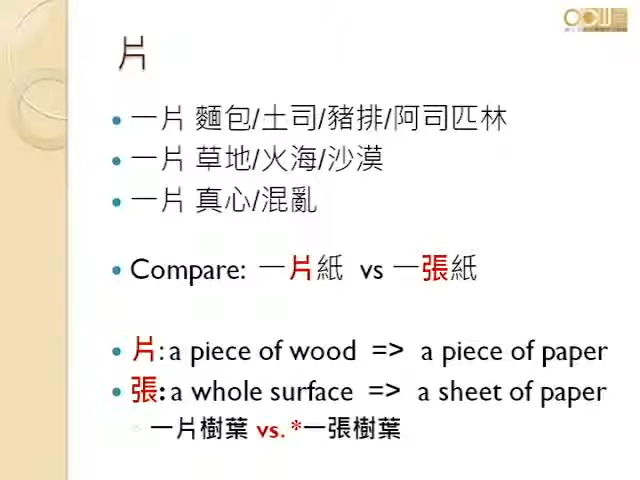 片
一片 麵包/土司/豬排/阿司匹林
一片 草地/火海/沙漠
一片 真心/混亂
Compare: 一片紙 vs 一張紙
片: a piece of wood => a piece of paper
張: a whole surface => a sheet of paper
一片樹葉 vs. *一張樹葉